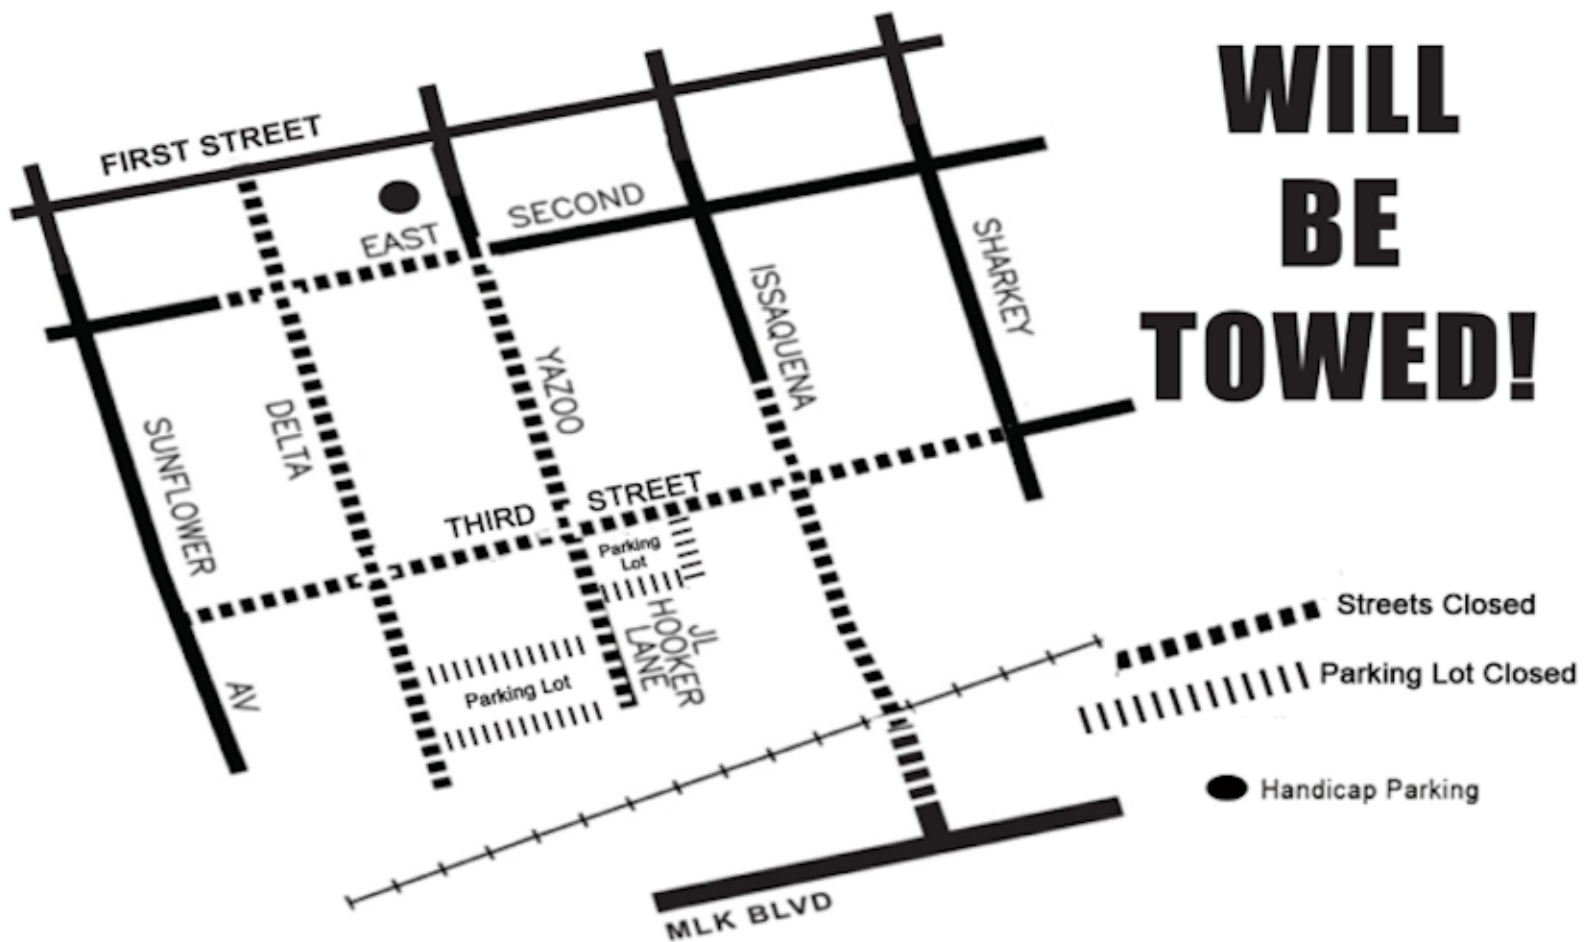 WILL
BE
TOWED!
FIRST STREET
EAST
SECOND
SHARKEY
ISSAQUENA
YAZOO
DELTA
SUNFLOWER
AV
THIRD
STREET
Parking
Lot
JL
HOOKER
LANE
Parking Lot
Streets Closed
Parking Lot Closed
Handicap Parking
MLK BLVD